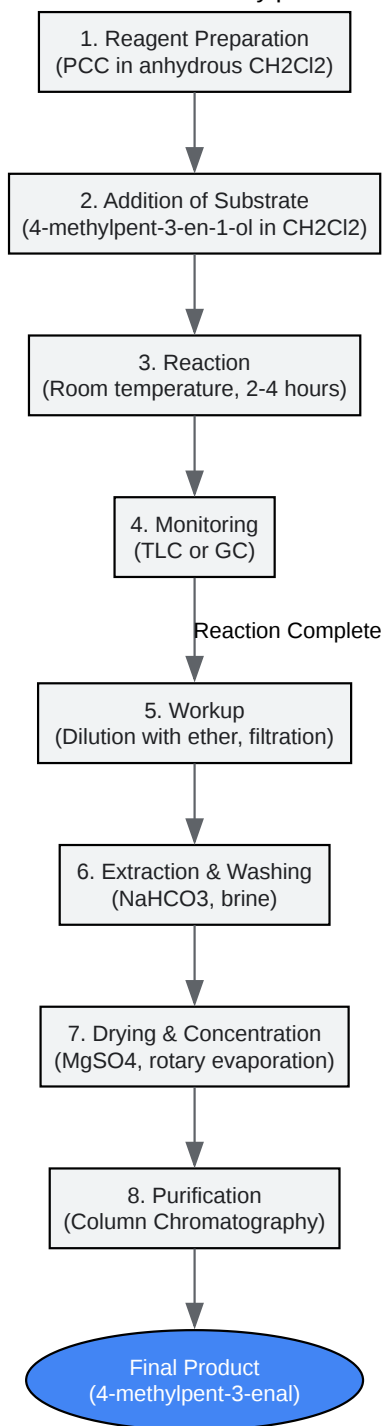 1. Reagent Preparation
(PCC in anhydrous CH2Cl2)
2. Addition of Substrate
(4-methylpent-3-en-1-ol in CH2Cl2)
3. Reaction
(Room temperature, 2-4 hours)
4. Monitoring
(TLC or GC)
Reaction Complete
5. Workup
(Dilution with ether, filtration)
6. Extraction & Washing
(NaHCO3, brine)
7. Drying & Concentration
(MgSO4, rotary evaporation)
8. Purification
(Column Chromatography)
Final Product
(4-methylpent-3-enal)